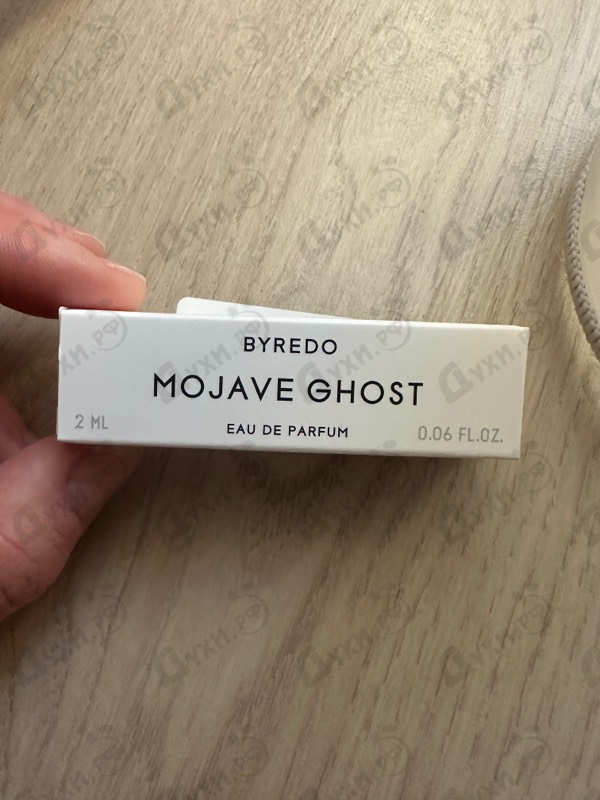 BYREDO
MOJAVE GHOST
EAU DE PARFUM
2 ML
0.06 FL.OZ.
Духи.рф